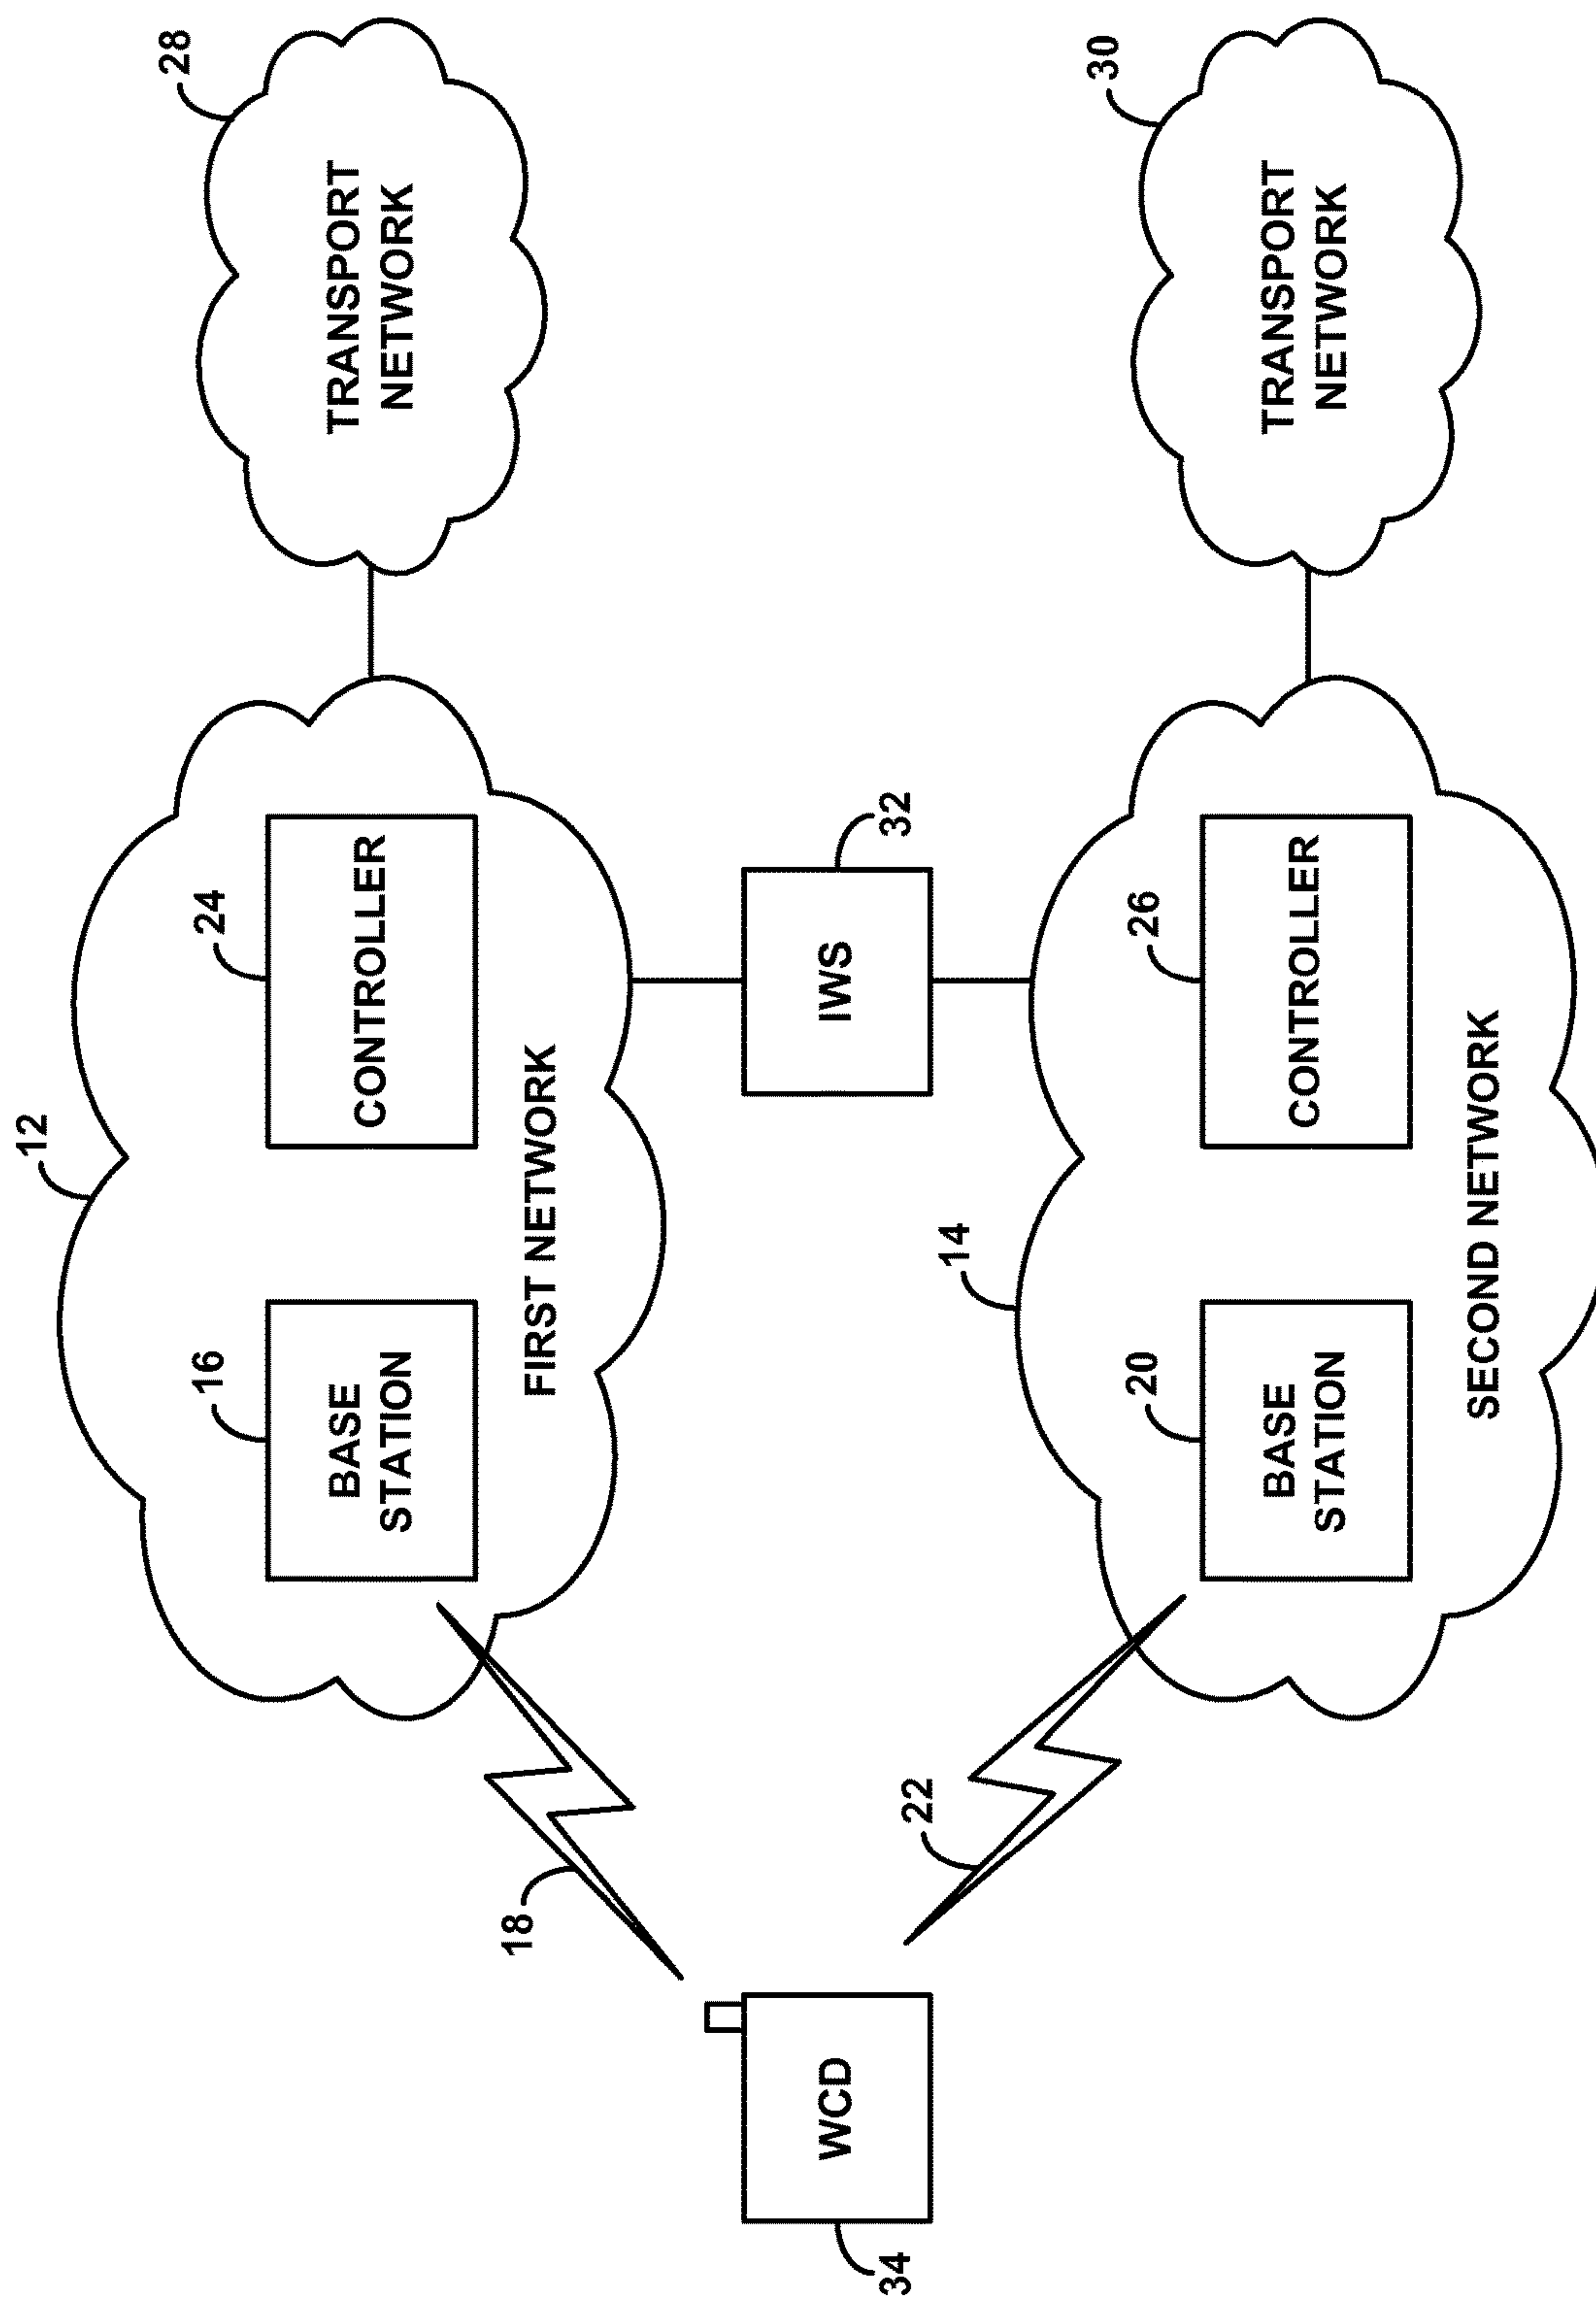 12
28
24
16
CONTROLLER
BASE
STATION
FIRST NETWORK
TRANSPORT
NETWORK
18
34
WCD
IWS
32
22
14
30
20
26
BASE
STATION
CONTROLLER
SECOND NETWORK
TRANSPORT
NETWORK